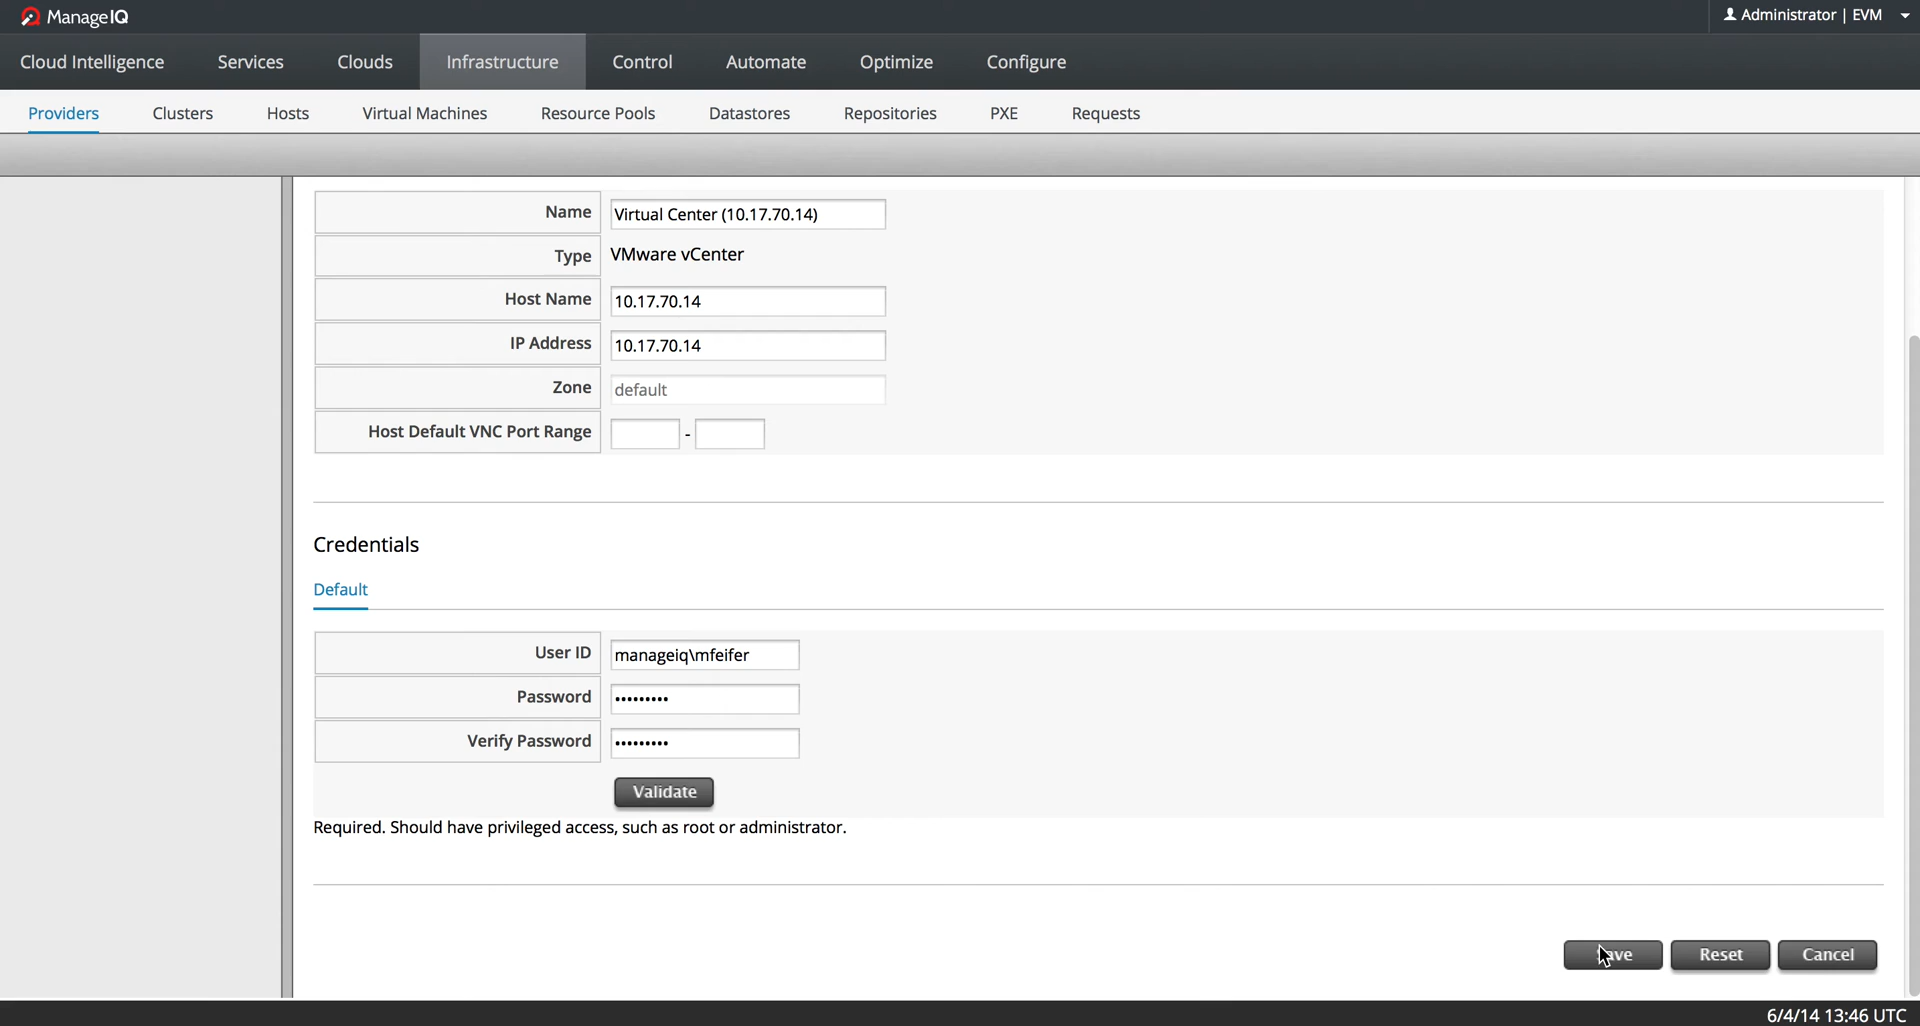 ManageIQ
Administrator | EVM
Cloud Intelligence Services Clouds Infrastructure Control Automate Optimize Configure
Providers Clusters Hosts Virtual Machines Resource Pools Datastores Repositories PXE Requests
Name Virtual Center (10.17.70.14)
Type VMware vCenter
Host Name 10.17.70.14
IP Address 10.17.70.14
Zone default
Host Default VNC Port Range -
Credentials
Default
User ID manageiq\mfeifer
Password •••••••••
Verify Password •••••••••
Validate
Required. Should have privileged access, such as root or administrator.
Save Reset Cancel
6/4/14 13:46 UTC